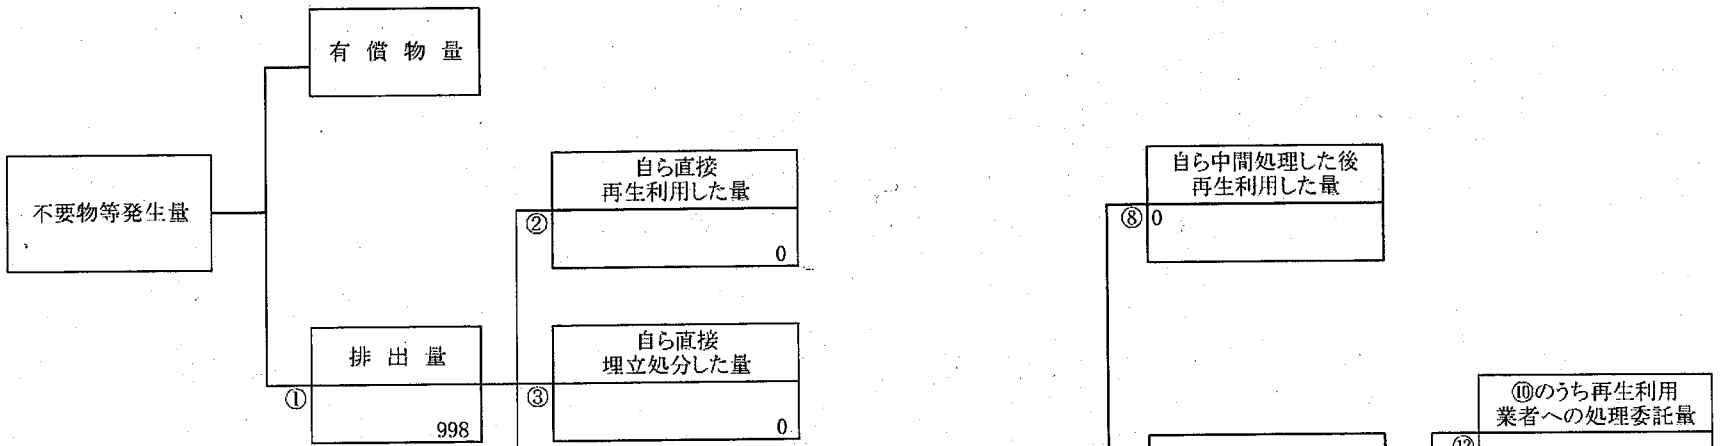 有償物量
不要物等発生量
自ら直接
再生利用した量
②
0
自ら中間処理した後
再生利用した量
⑧ 0
排出量
①
998
自ら直接
埋立処分した量
③
0
⑩のうち再生利用
業者への処理委託量
⑫